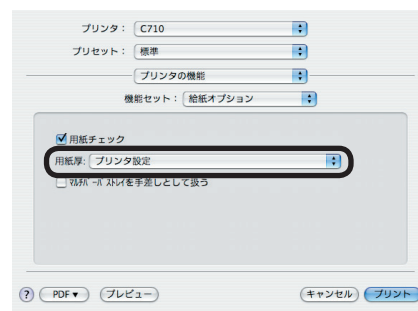 プリンタ： C710
プリセット： 標準
プリンタの機能
機能セット： 給紙オプション
用紙チェック
用紙厚: プリンタ設定
ﾏﾙﾁﾊﾟｰﾊﾟｽﾄﾚｲを手差しとして扱う
? PDF▼ プレビュー キャンセル プリント